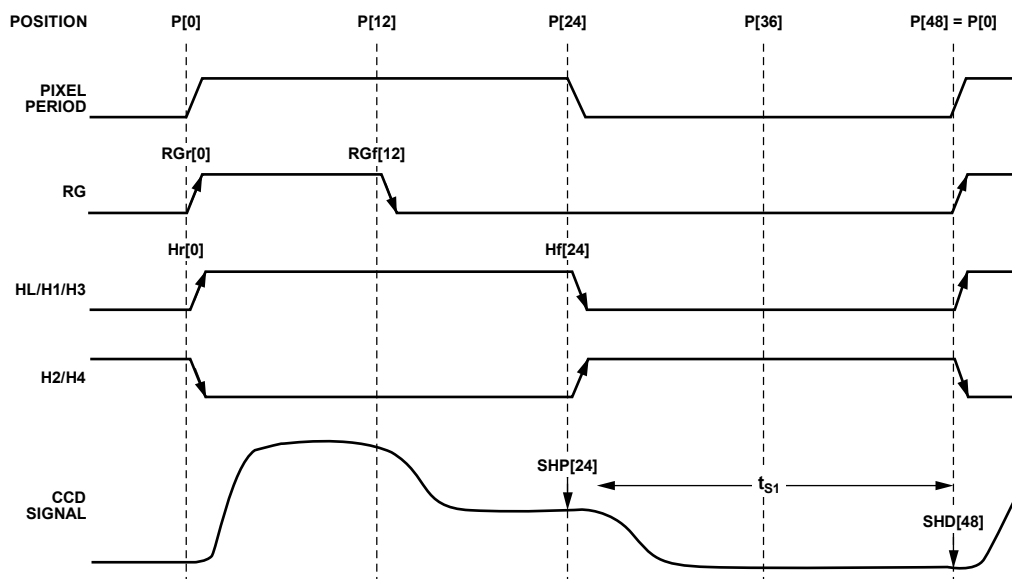 POSITION P[0] P[12] P[24] P[36] P[48] = P[0]
PIXEL
PERIOD
RGr[0] RGf[12]
RG
Hr[0] Hf[24]
HL/H1/H3
H2/H4
SHP[24]
tS1
CCD
SIGNAL
SHD[48]